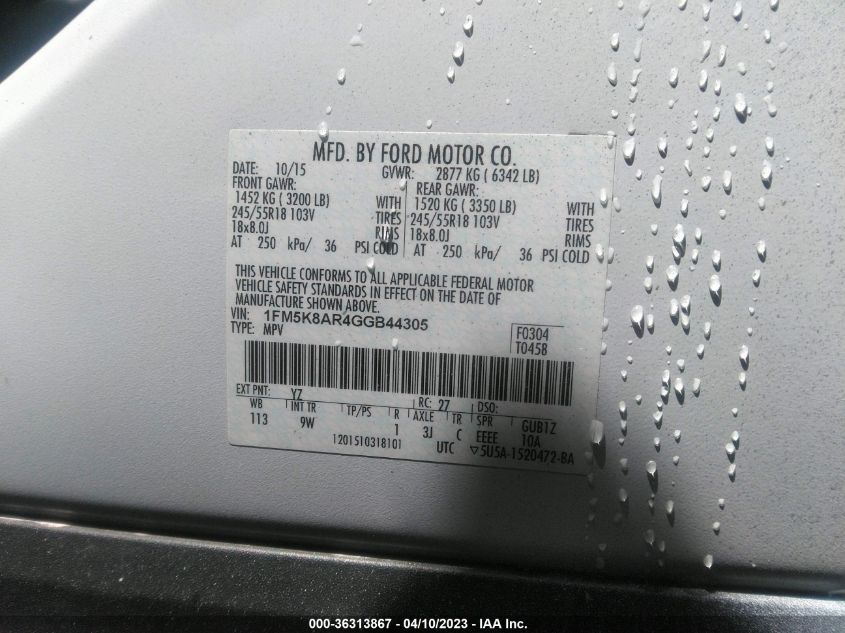 MFD. BY FORD MOTOR CO.
DATE: 10/15 GVWR: 2877 KG ( 6342 LB)
FRONT GAWR: REAR GAWR:
1452 KG ( 3200 LB) WITH 1520 KG ( 3350 LB) WITH
245/55R18 103V TIRES 245/55R18 103V TIRES
18x8.0J RIMS 18x8.0J RIMS
AT 250 kPa/ 36 PSI COLD AT 250 kPa/ 36 PSI COLD
THIS VEHICLE CONFORMS TO ALL APPLICABLE FEDERAL MOTOR
VEHICLE SAFETY STANDARDS IN EFFECT ON THE DATE OF
MANUFACTURE SHOWN ABOVE.
VIN: 1FM5K8AR4GGB44305
TYPE: MPV
F0304
T0458
EXT PNT: YZ RC: 27 DSO:
WB INT TR TP/PS R AXLE TR SPR GUB1Z
113 9W 1 3J C EEEE 10A
1201510318101 UTC ▽5U5A-1520472-BA
000-36313867 - 04/10/2023 - IAA Inc.